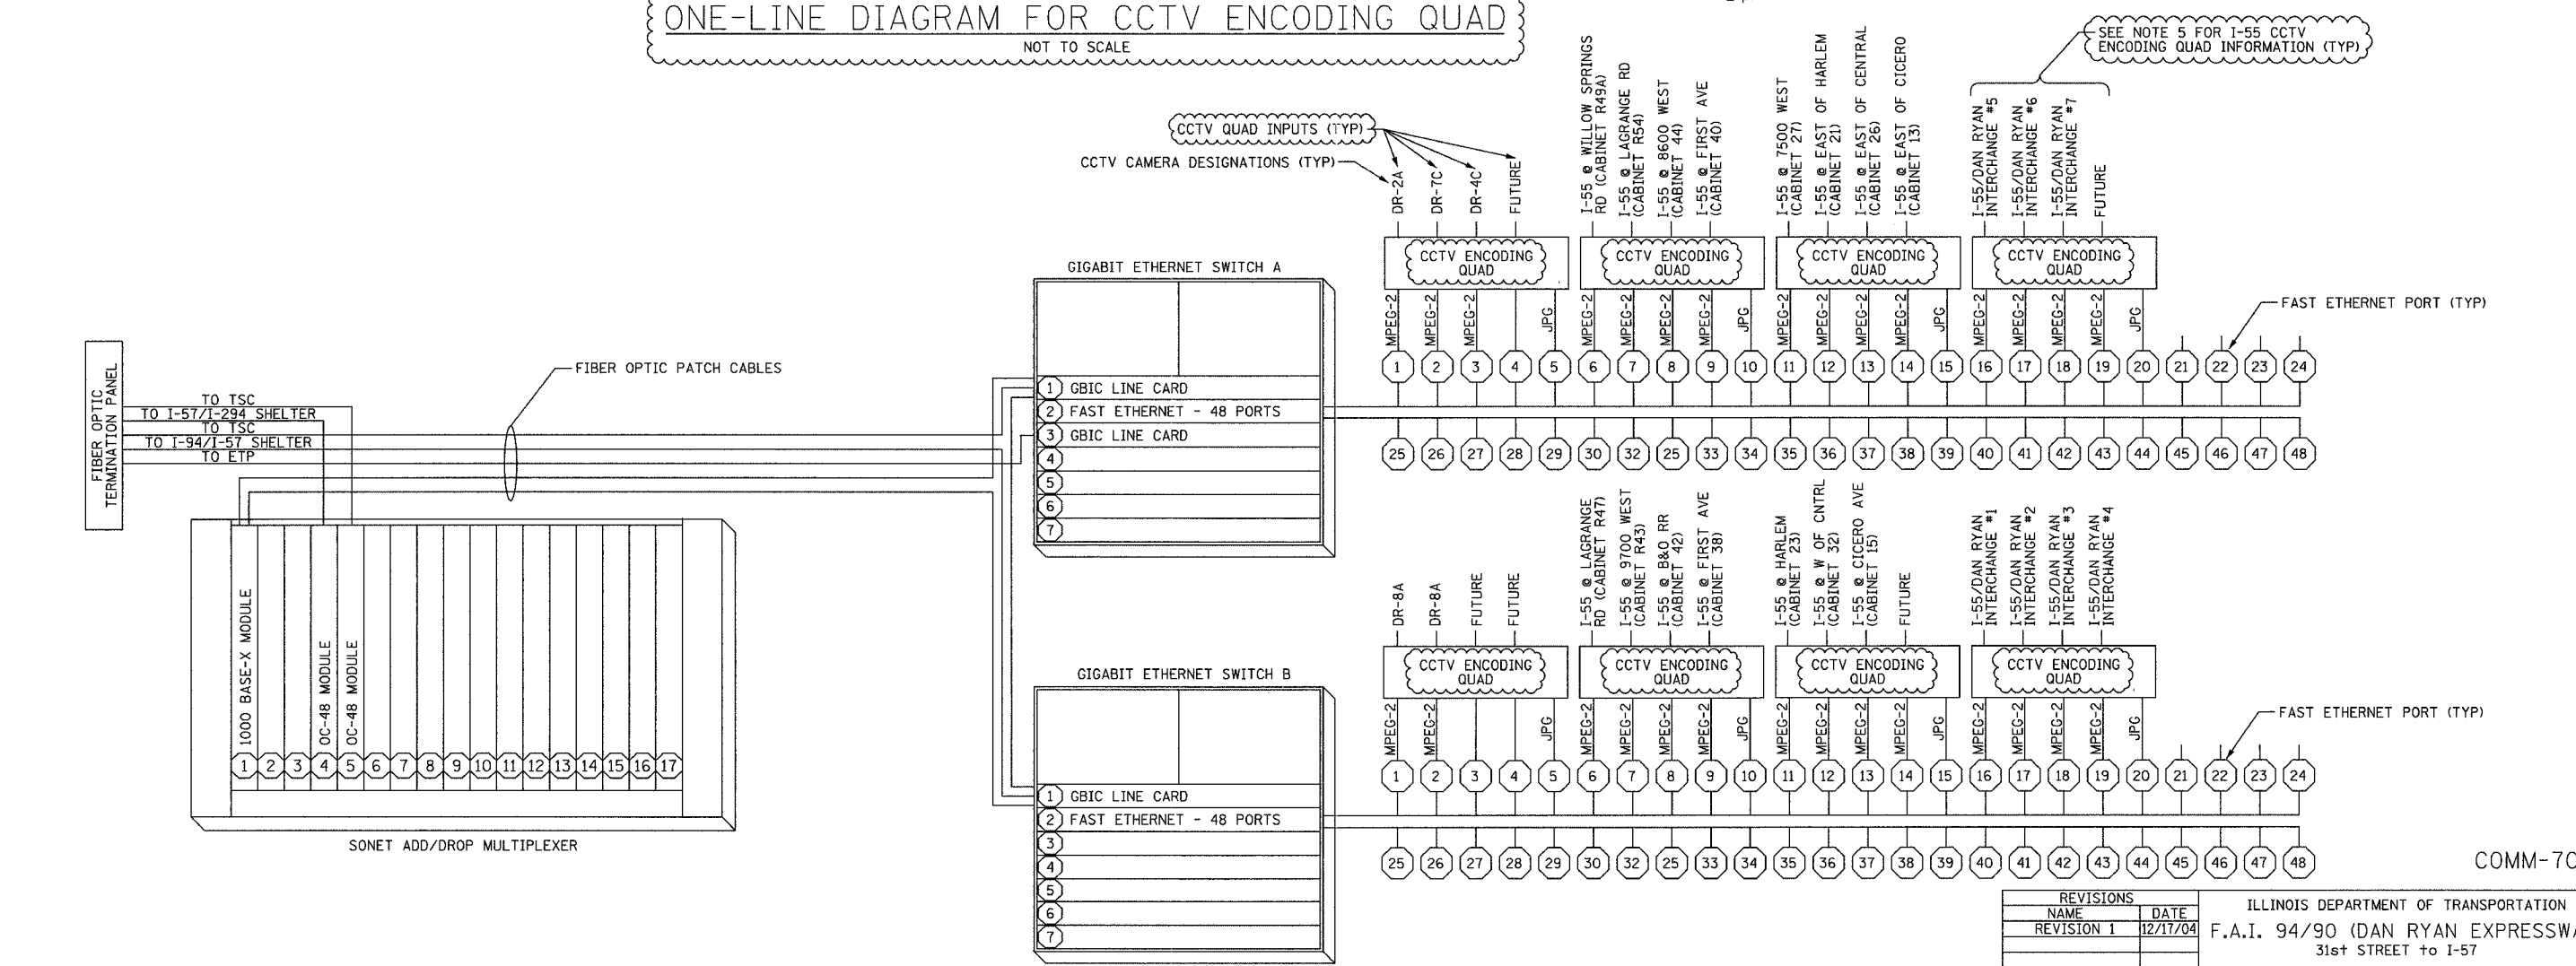 ONE-LINE DIAGRAM FOR CCTV ENCODING QUAD
NOT TO SCALE
SEE NOTE 5 FOR I-55 CCTV
ENCODING QUAD INFORMATION (TYP)
CCTV QUAD INPUTS (TYP)
CCTV CAMERA DESIGNATIONS (TYP)
DR-2A
DR-7C
DR-4C
FUTURE
I-55 @ WILLOW SPRINGS
RD (CABINET R49A)
I-55 @ LAGRANGE RD
(CABINET R54)
I-55 @ 8600 WEST
(CABINET 44)
I-55 @ FIRST AVE
(CABINET 40)
I-55 @ 7500 WEST
(CABINET 27)
I-55 @ EAST OF HARLEM
(CABINET 21)
I-55 @ EAST OF CENTRAL
(CABINET 26)
I-55 @ EAST OF CICERO
(CABINET 13)
I-55/DAN RYAN
INTERCHANGE #5
I-55/DAN RYAN
INTERCHANGE #6
I-55/DAN RYAN
INTERCHANGE #7
FUTURE
CCTV ENCODING
QUAD
CCTV ENCODING
QUAD
CCTV ENCODING
QUAD
CCTV ENCODING
QUAD
MPEG-2 MPEG-2 MPEG-2 JPG MPEG-2 MPEG-2 MPEG-2 MPEG-2 JPG MPEG-2 MPEG-2 MPEG-2 MPEG-2 JPG MPEG-2 MPEG-2 MPEG-2 MPEG-2 JPG
FAST ETHERNET PORT (TYP)
1 2 3 4 5 6 7 8 9 10 11 12 13 14 15 16 17 18 19 20 21 22 23 24
25 26 27 28 29 30 32 25 33 34 35 36 37 38 39 40 41 42 43 44 45 46 47 48
GIGABIT ETHERNET SWITCH A
1 GBIC LINE CARD
2 FAST ETHERNET - 48 PORTS
3 GBIC LINE CARD
4
5
6
7
FIBER OPTIC PATCH CABLES
FIBER OPTIC
TERMINATION PANEL
TO TSC
TO I-57/I-294 SHELTER
TO TSC
TO I-94/I-57 SHELTER
TO ETP
1000 BASE-X MODULE
OC-48 MODULE
OC-48 MODULE
1 2 3 4 5 6 7 8 9 10 11 12 13 14 15 16 17
SONET ADD/DROP MULTIPLEXER
DR-8A
DR-8A
FUTURE
FUTURE
I-55 @ LAGRANGE
RD (CABINET R47)
I-55 @ 9700 WEST
(CABINET R43)
I-55 @ B&O RR
(CABINET 42)
I-55 @ FIRST AVE
(CABINET 38)
I-55 @ HARLEM
(CABINET 23)
I-55 @ W OF CNTRL
(CABINET 32)
I-55 @ CICERO AVE
(CABINET 15)
FUTURE
I-55/DAN RYAN
INTERCHANGE #1
I-55/DAN RYAN
INTERCHANGE #2
I-55/DAN RYAN
INTERCHANGE #3
I-55/DAN RYAN
INTERCHANGE #4
CCTV ENCODING
QUAD
CCTV ENCODING
QUAD
CCTV ENCODING
QUAD
CCTV ENCODING
QUAD
MPEG-2 MPEG-2 JPG MPEG-2 MPEG-2 MPEG-2 MPEG-2 JPG MPEG-2 MPEG-2 MPEG-2 MPEG-2 JPG MPEG-2 MPEG-2 MPEG-2 MPEG-2 JPG
FAST ETHERNET PORT (TYP)
1 2 3 4 5 6 7 8 9 10 11 12 13 14 15 16 17 18 19 20 21 22 23 24
25 26 27 28 29 30 32 25 33 34 35 36 37 38 39 40 41 42 43 44 45 46 47 48
GIGABIT ETHERNET SWITCH B
1 GBIC LINE CARD
2 FAST ETHERNET - 48 PORTS
3
4
5
6
7
COMM-7
REVISIONS
NAME DATE
REVISION 1 12/17/04
ILLINOIS DEPARTMENT OF TRANSPORTATION
F.A.I. 94/90 (DAN RYAN EXPRESSWA
31st STREET to I-57